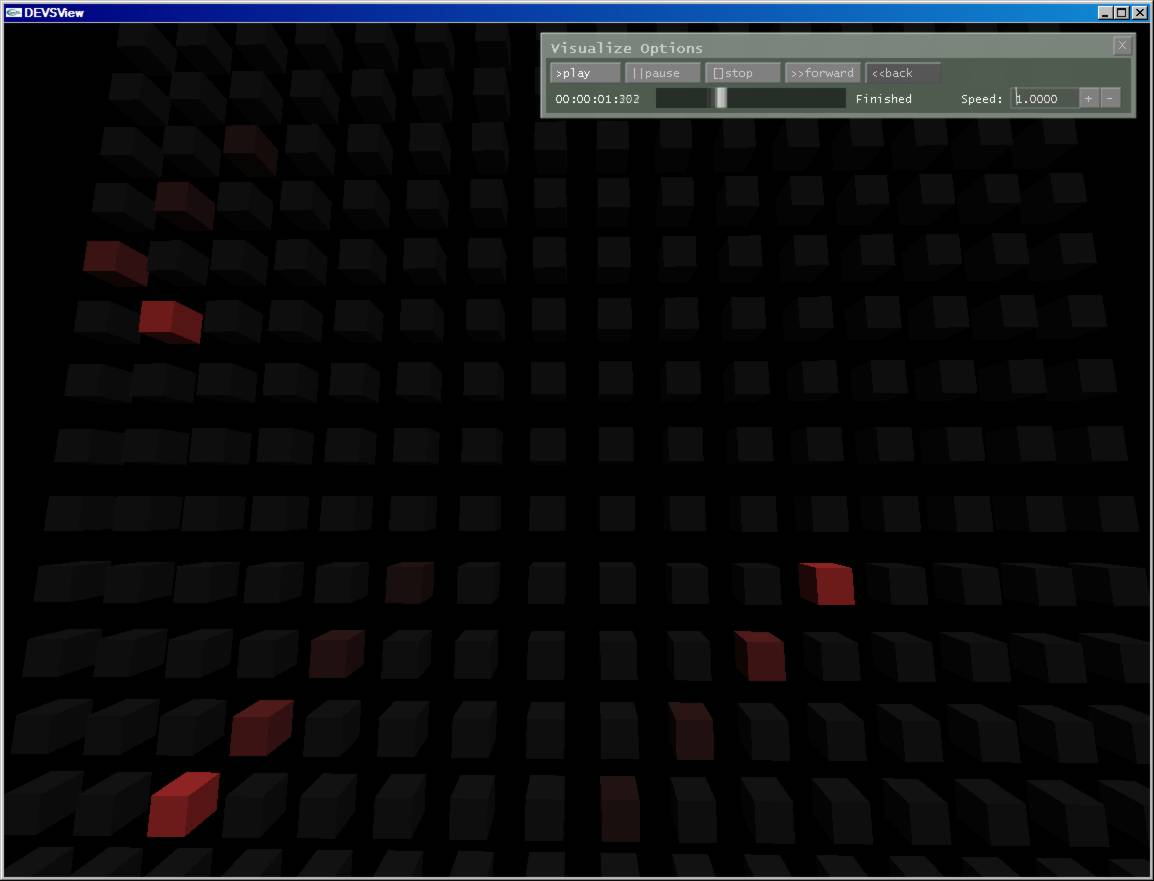 DEVSView
Visualize Options
X
>play ||pause []stop >>forward <<back
00:00:01:302 Finished Speed: 1.0000 + -